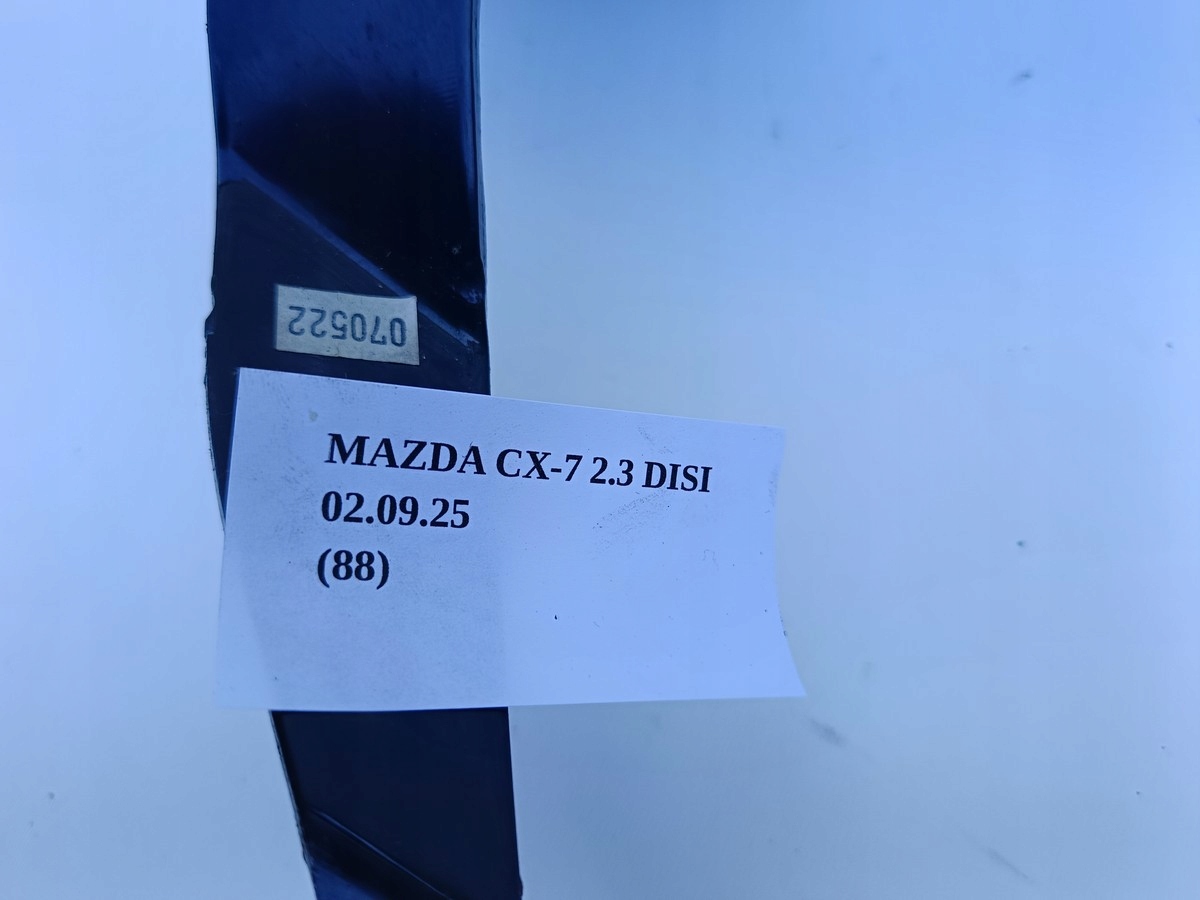 070522
MAZDA CX-7 2.3 DISI
02.09.25
(88)